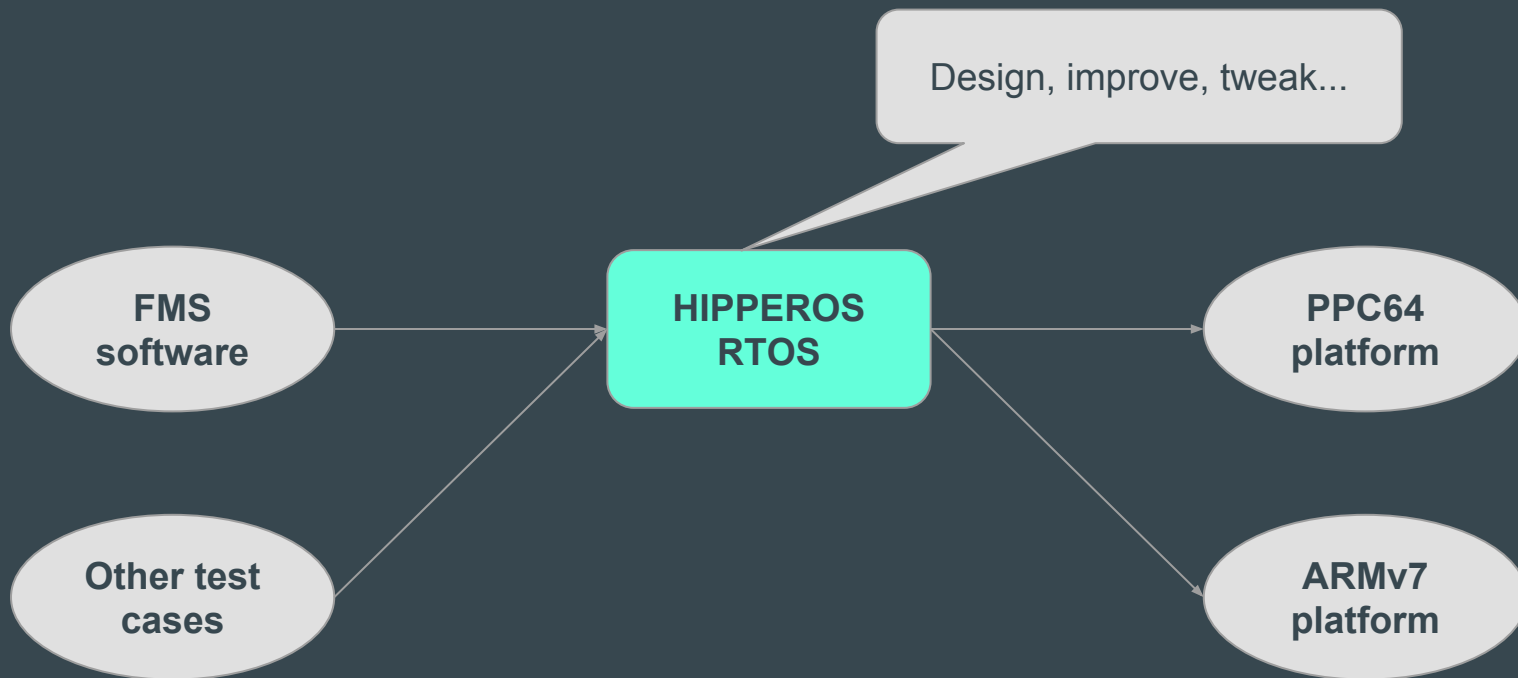 Design, improve, tweak...
FMS
software
HIPPEROS
RTOS
PPC64
platform
Other test
cases
ARMv7
platform